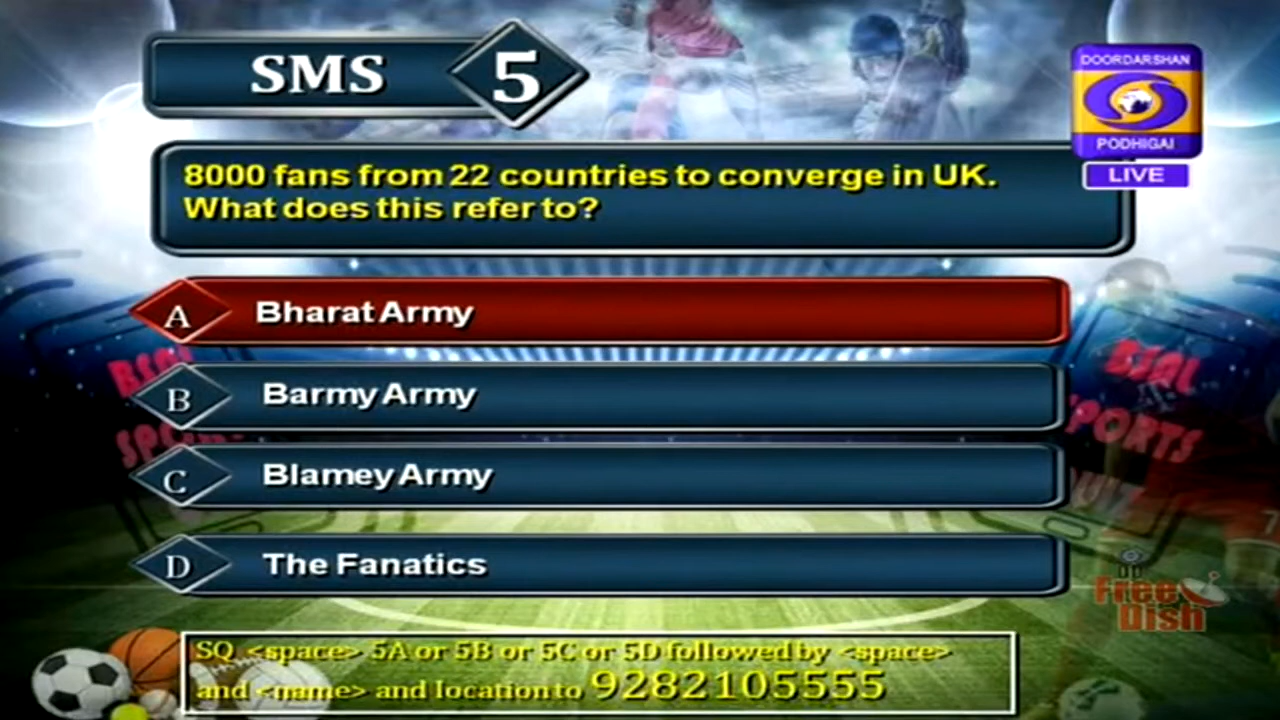 SMS 5
DOORDARSHAN
PODHIGAI
LIVE
8000 fans from 22 countries to converge in UK.
What does this refer to?
A Bharat Army
B Barmy Army
C Blamey Army
D The Fanatics
BSNL
SPORTS
DD
Free
Dish
SQ <space> 5A or 5B or 5C or 5D followed by <space>
and <name> and location to 9282105555